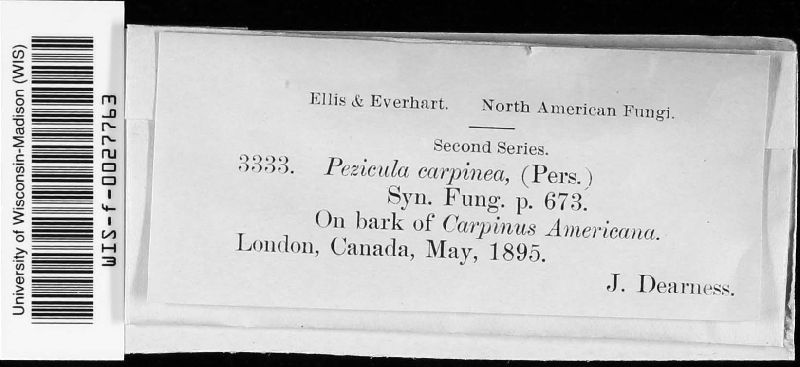 University of Wisconsin-Madison (WIS)
WIS-f-0027763
Ellis & Everhart. North American Fungi.
Second Series.
3333. Pezicula carpinea, (Pers.)
Syn. Fung. p. 673.
On bark of Carpinus Americana.
London, Canada, May, 1895.
J. Dearness.